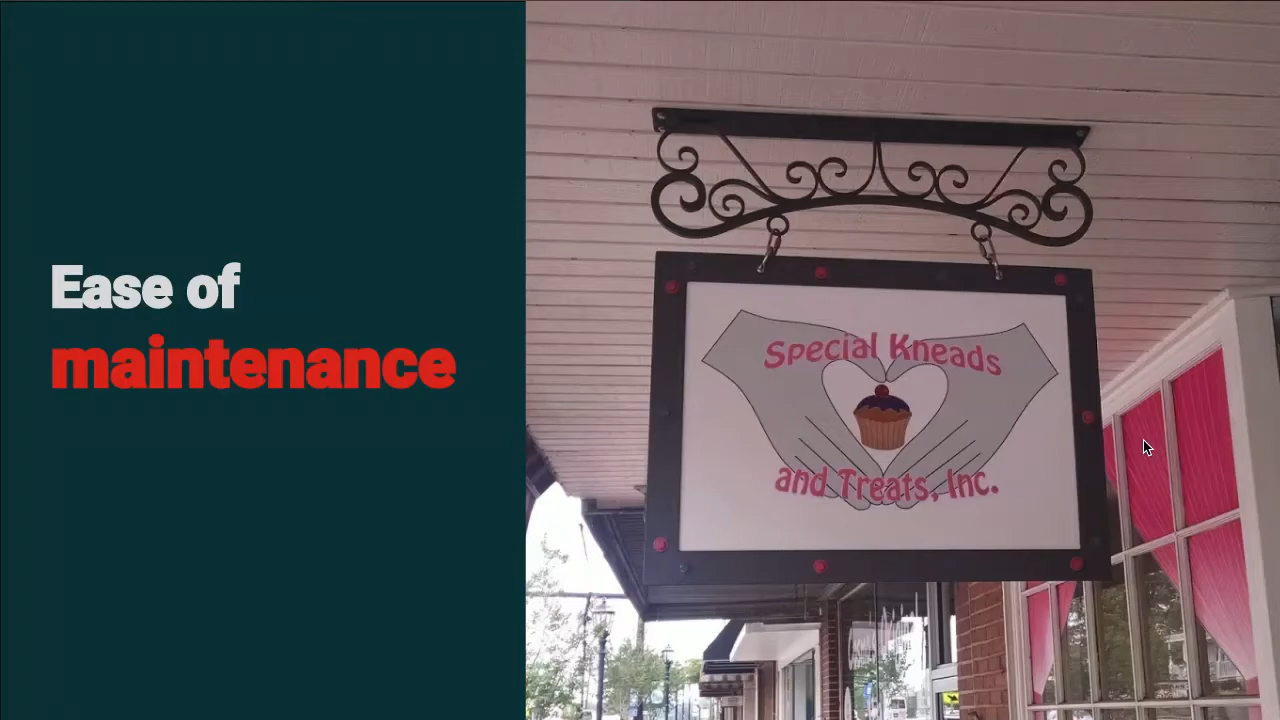 Ease of
maintenance
Special Kneads
and Treats, Inc.